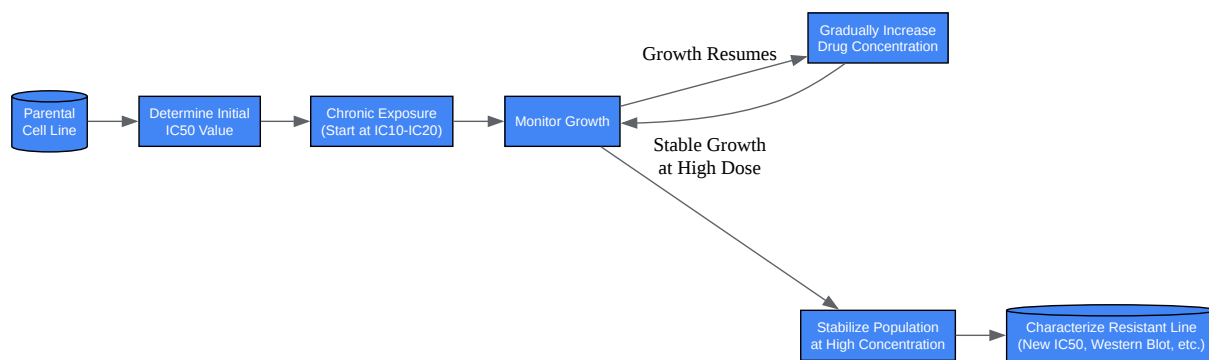 Parental
Cell Line
Determine Initial
IC50 Value
Chronic Exposure
(Start at IC10-IC20)
Monitor Growth
Growth Resumes
Gradually Increase
Drug Concentration
Stable Growth
at High Dose
Stabilize Population
at High Concentration
Characterize Resistant Line
(New IC50, Western Blot, etc.)